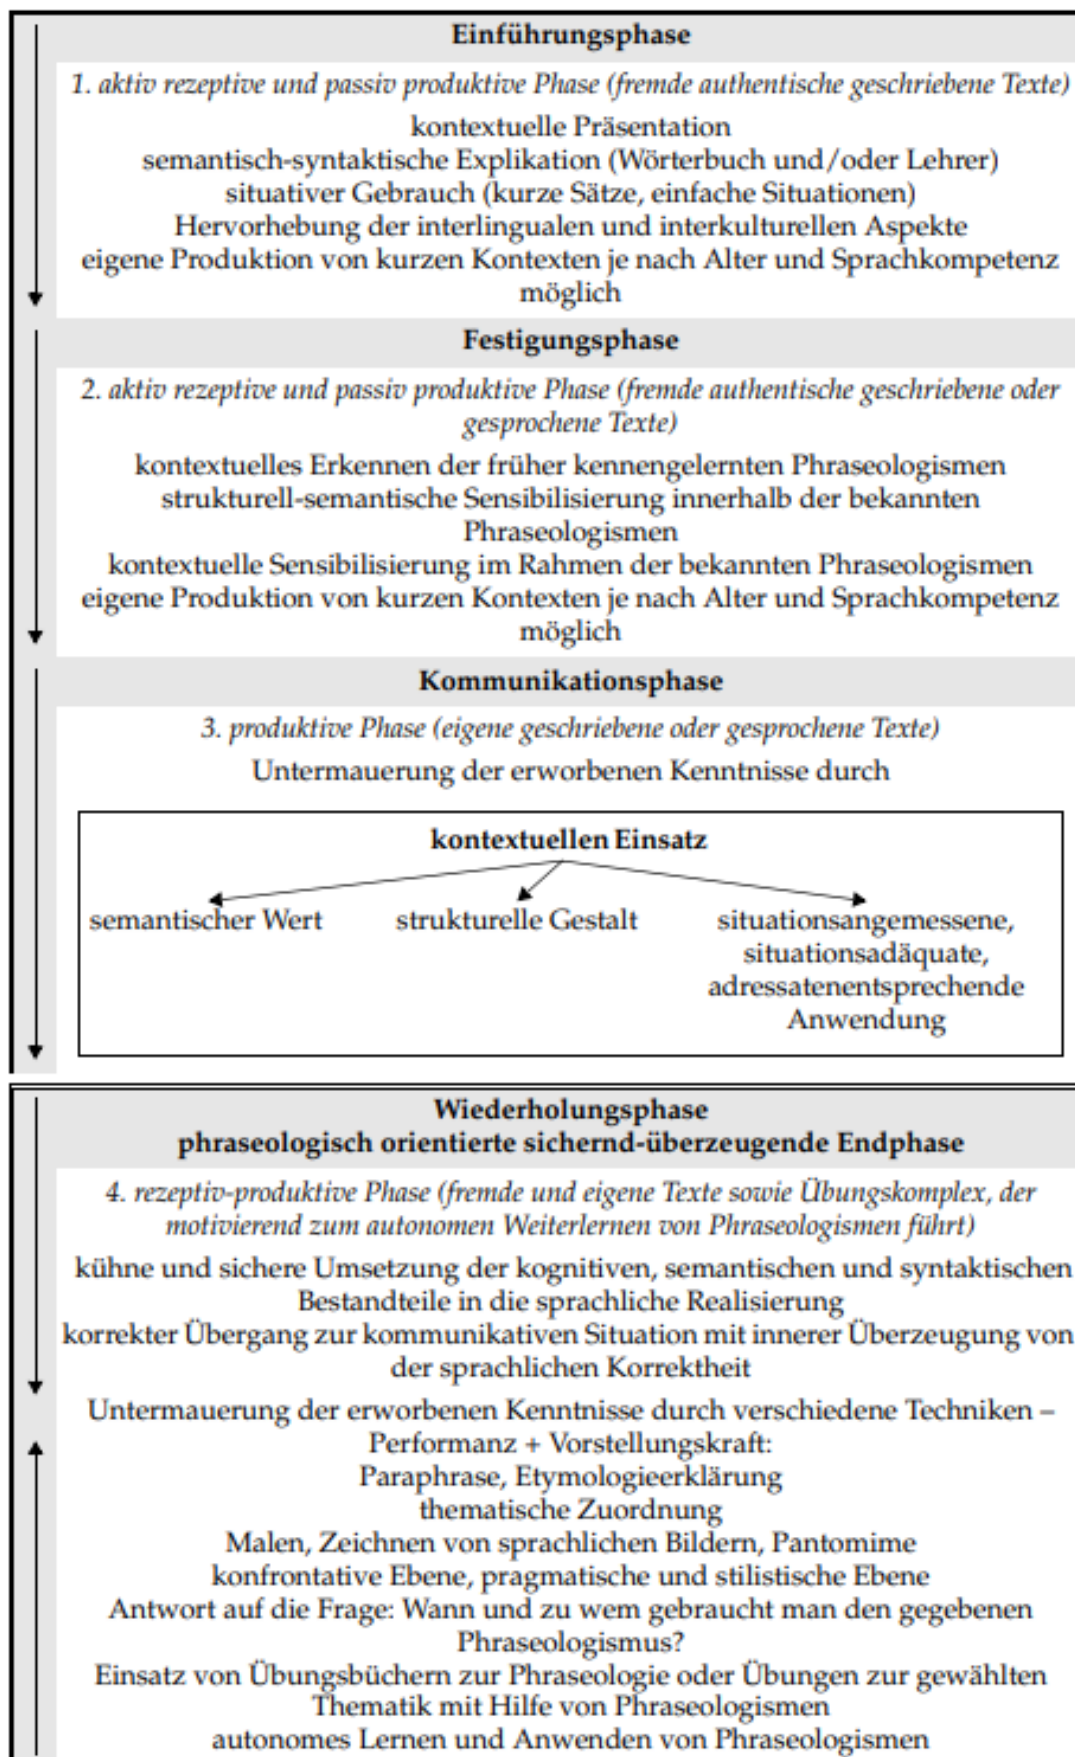 Einführungsphase
1. aktiv rezeptive und passiv produktive Phase (fremde authentische geschriebene Texte)
kontextuelle Präsentation
semantisch-syntaktische Explikation (Wörterbuch und/oder Lehrer)
situativer Gebrauch (kurze Sätze, einfache Situationen)
Hervorhebung der interlingualen und interkulturellen Aspekte
eigene Produktion von kurzen Kontexten je nach Alter und Sprachkompetenz
möglich
Festigungsphase
2. aktiv rezeptive und passiv produktive Phase (fremde authentische geschriebene oder
gesprochene Texte)
kontextuelles Erkennen der früher kennengelernten Phraseologismen
strukturell-semantische Sensibilisierung innerhalb der bekannten
Phraseologismen
kontextuelle Sensibilisierung im Rahmen der bekannten Phraseologismen
eigene Produktion von kurzen Kontexten je nach Alter und Sprachkompetenz
möglich
Kommunikationsphase
3. produktive Phase (eigene geschriebene oder gesprochene Texte)
Untermauerung der erworbenen Kenntnisse durch
kontextuellen Einsatz
semantischer Wert
strukturelle Gestalt
situationsangemessene,
situationsadäquate,
adressatenentsprechende
Anwendung
Wiederholungsphase
phraseologisch orientierte sichernd-überzeugende Endphase
4. rezeptiv-produktive Phase (fremde und eigene Texte sowie Übungskomplex, der
motivierend zum autonomen Weiterlernen von Phraseologismen führt)
kühne und sichere Umsetzung der kognitiven, semantischen und syntaktischen
Bestandteile in die sprachliche Realisierung
korrekter Übergang zur kommunikativen Situation mit innerer Überzeugung von
der sprachlichen Korrektheit
Untermauerung der erworbenen Kenntnisse durch verschiedene Techniken –
Performanz + Vorstellungskraft:
Paraphrase, Etymologieerklärung
thematische Zuordnung
Malen, Zeichnen von sprachlichen Bildern, Pantomime
konfrontative Ebene, pragmatische und stilistische Ebene
Antwort auf die Frage: Wann und zu wem gebraucht man den gegebenen
Phraseologismus?
Einsatz von Übungsbüchern zur Phraseologie oder Übungen zur gewählten
Thematik mit Hilfe von Phraseologismen
autonomes Lernen und Anwenden von Phraseologismen